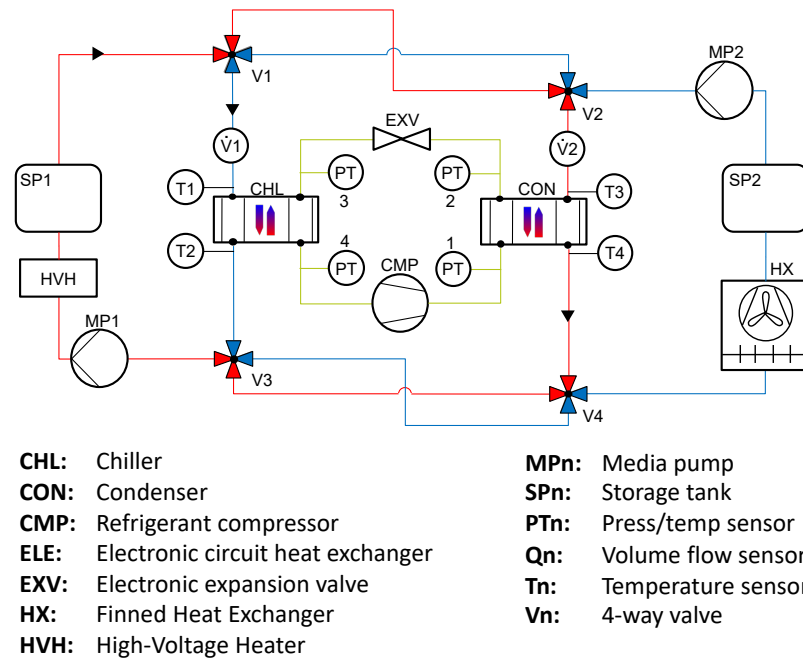 MP2
V1
V2
EXV
V̇1
V̇2
SP1
T1
CHL
PT
3
PT
2
CON
T3
SP2
T2
4
PT
1
PT
CMP
T4
HVH
HX
MP1
V3
V4
CHL: Chiller
CON: Condenser
CMP: Refrigerant compressor
ELE: Electronic circuit heat exchanger
EXV: Electronic expansion valve
HX: Finned Heat Exchanger
HVH: High-Voltage Heater
MPn: Media pump
SPn: Storage tank
PTn: Press/temp sensor
Qn: Volume flow sensor
Tn: Temperature sensor
Vn: 4-way valve